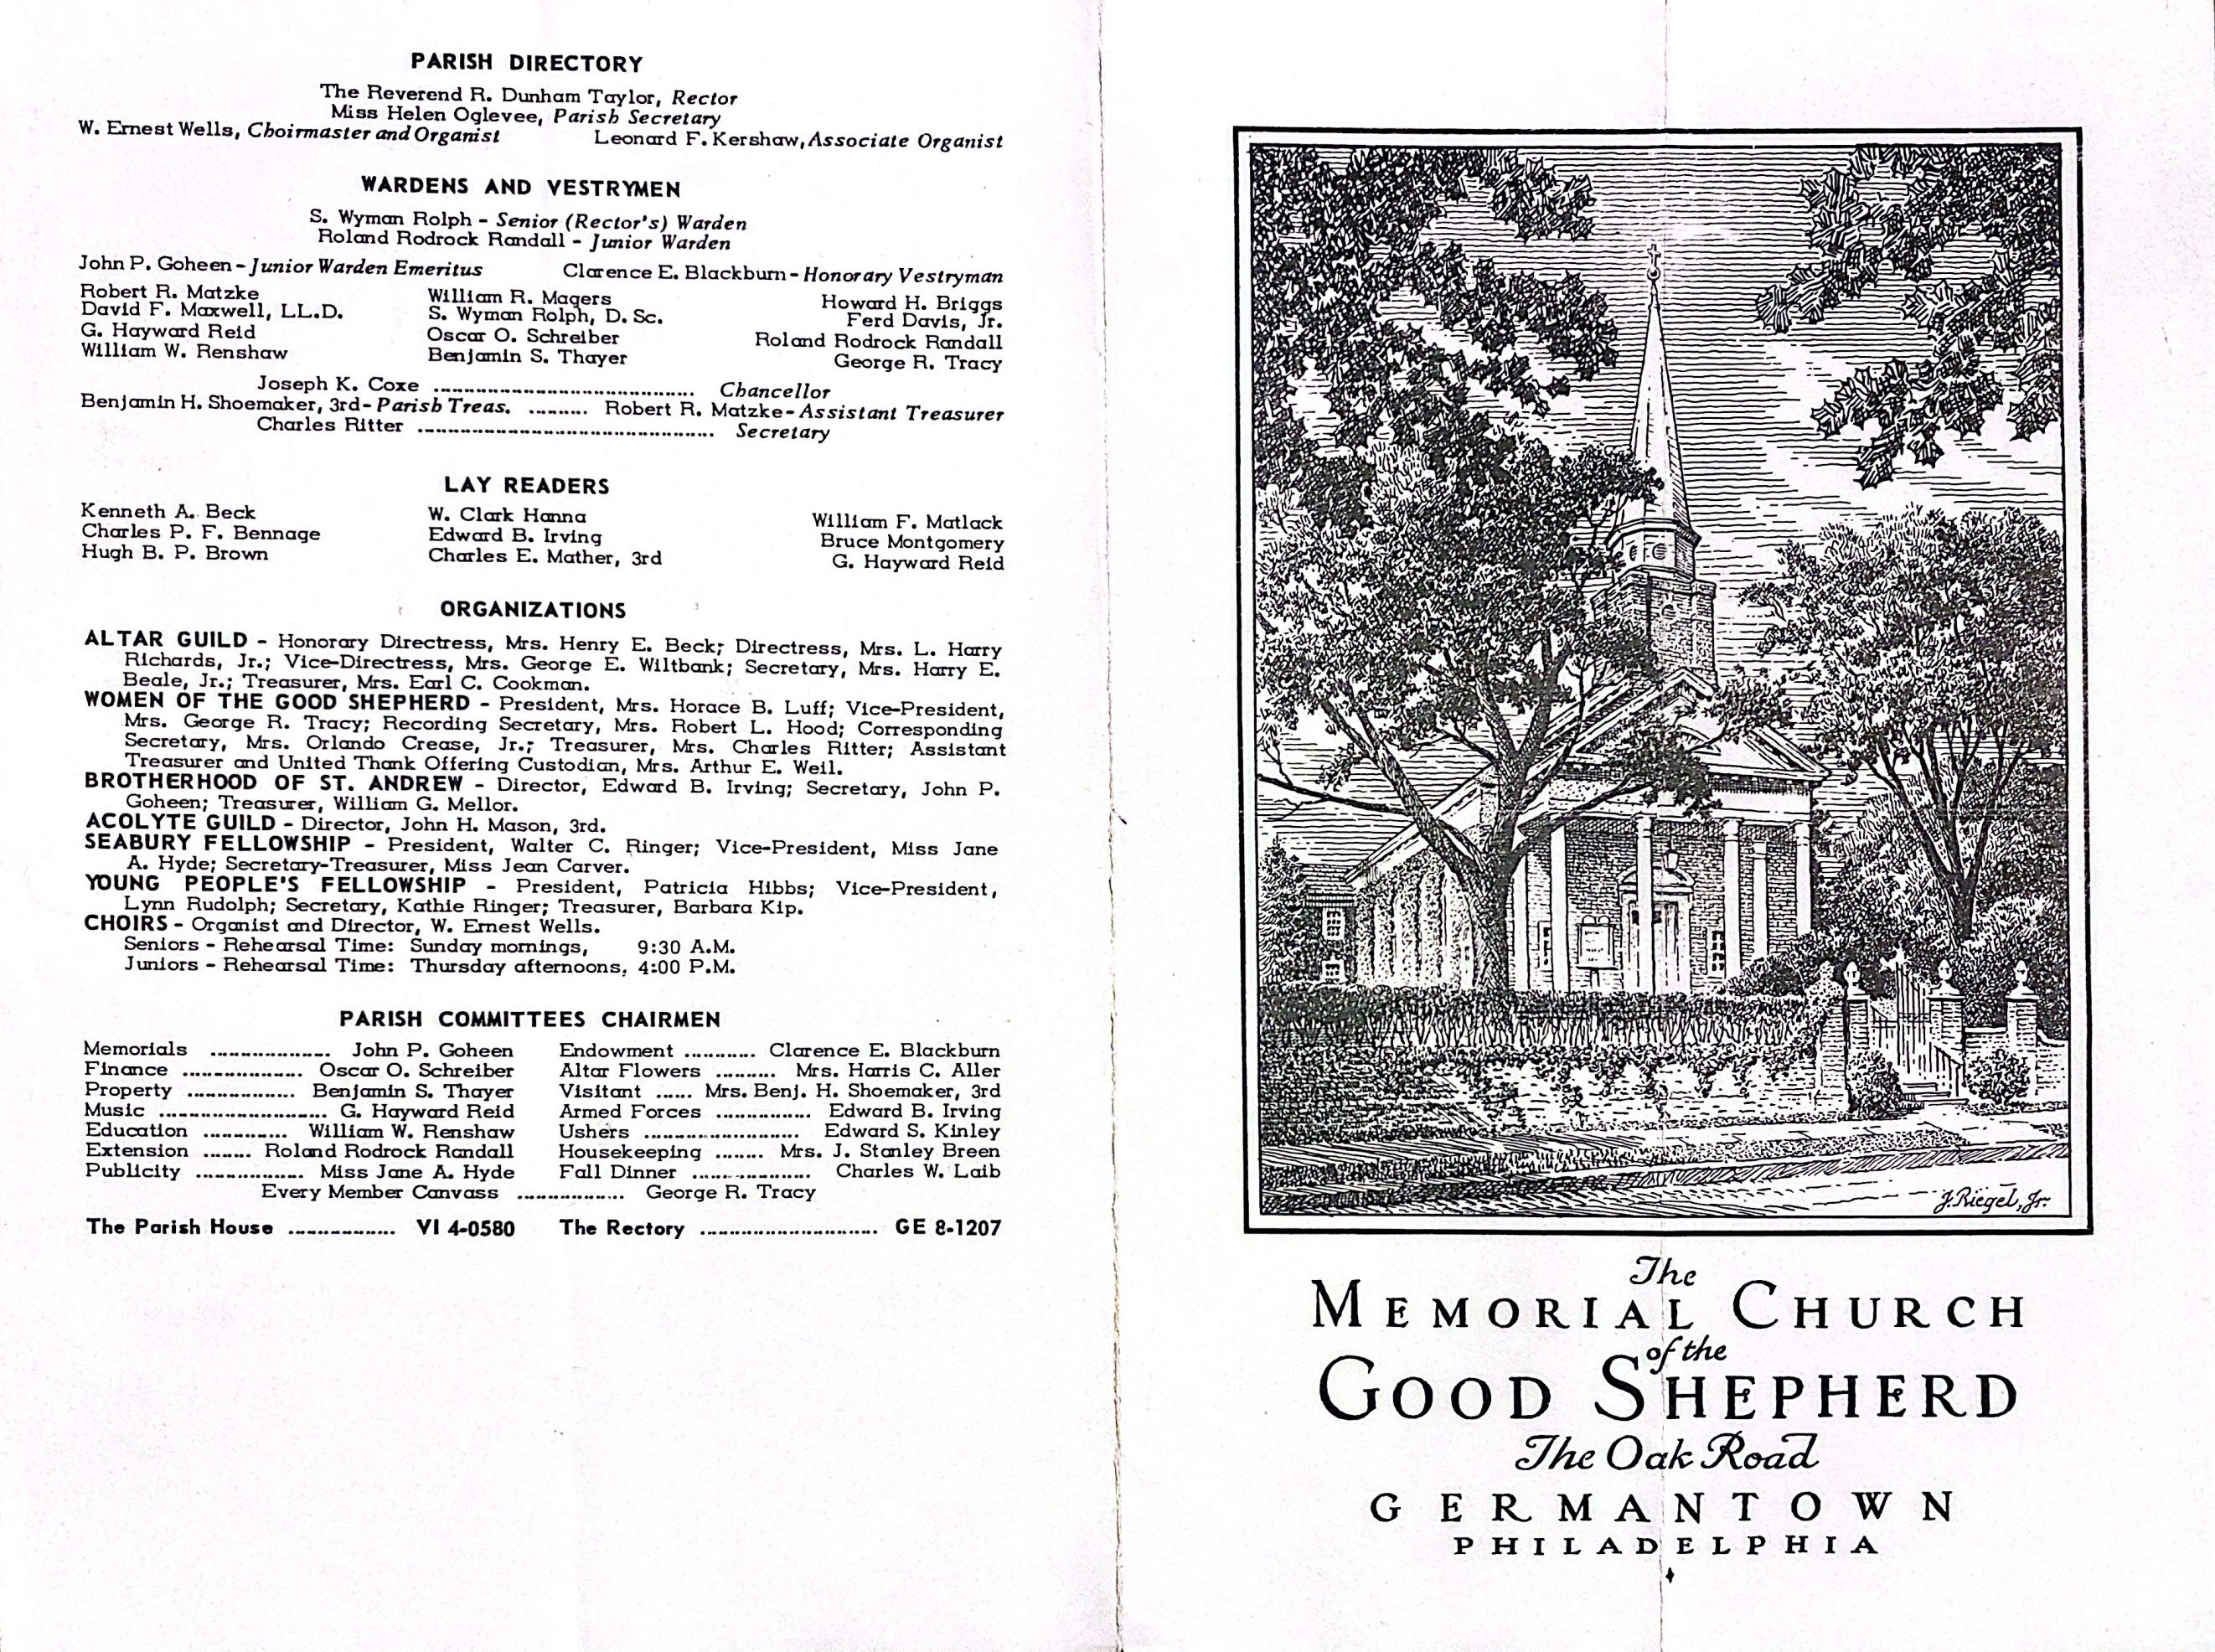 PARISH DIRECTORY
The Reverend R. Dunham Taylor, Rector
Miss Helen Oglevee, Parish Secretary
W. Ernest Wells, Choirmaster and Organist Leonard F. Kershaw, Associate Organist
WARDENS AND VESTRYMEN
S. Wyman Rolph - Senior (Rector's) Warden
Roland Rodrock Randall - Junior Warden
John P. Goheen - Junior Warden Emeritus Clarence E. Blackburn - Honorary Vestryman
Robert R. Matzke William R. Magers Howard H. Briggs
David F. Maxwell, LL.D. S. Wyman Rolph, D. Sc. Ferd Davis, Jr.
G. Hayward Reid Oscar O. Schreiber Roland Rodrock Randall
William W. Renshaw Benjamin S. Thayer George R. Tracy
Joseph K. Coxe ........................................ Chancellor
Benjamin H. Shoemaker, 3rd - Parish Treas. ......... Robert R. Matzke - Assistant Treasurer
Charles Ritter ........................................ Secretary
LAY READERS
Kenneth A. Beck W. Clark Hanna William F. Matlack
Charles P. F. Bennage Edward B. Irving Bruce Montgomery
Hugh B. P. Brown Charles E. Mather, 3rd G. Hayward Reid
ORGANIZATIONS
ALTAR GUILD - Honorary Directress, Mrs. Henry E. Beck; Directress, Mrs. L. Harry
Richards, Jr.; Vice-Directress, Mrs. George E. Wiltbank; Secretary, Mrs. Harry E.
Beale, Jr.; Treasurer, Mrs. Earl C. Cookman.
WOMEN OF THE GOOD SHEPHERD - President, Mrs. Horace B. Luff; Vice-President,
Mrs. George R. Tracy; Recording Secretary, Mrs. Robert L. Hood; Corresponding
Secretary, Mrs. Orlando Crease, Jr.; Treasurer, Mrs. Charles Ritter; Assistant
Treasurer and United Thank Offering Custodian, Mrs. Arthur E. Weil.
BROTHERHOOD OF ST. ANDREW - Director, Edward B. Irving; Secretary, John P.
Goheen; Treasurer, William G. Mellor.
ACOLYTE GUILD - Director, John H. Mason, 3rd.
SEABURY FELLOWSHIP - President, Walter C. Ringer; Vice-President, Miss Jane
A. Hyde; Secretary-Treasurer, Miss Jean Carver.
YOUNG PEOPLE'S FELLOWSHIP - President, Patricia Hibbs; Vice-President,
Lynn Rudolph; Secretary, Kathie Ringer; Treasurer, Barbara Kip.
CHOIRS - Organist and Director, W. Ernest Wells.
Seniors - Rehearsal Time: Sunday mornings, 9:30 A.M.
Juniors - Rehearsal Time: Thursday afternoons, 4:00 P.M.
PARISH COMMITTEES CHAIRMEN
Memorials .................. John P. Goheen Endowment ............ Clarence E. Blackburn
Finance .................... Oscar O. Schreiber Altar Flowers .......... Mrs. Harris C. Aller
Property .................. Benjamin S. Thayer Visitant ...... Mrs. Benj. H. Shoemaker, 3rd
Music ............................ G. Hayward Reid Armed Forces ................ Edward B. Irving
Education .............. William W. Renshaw Ushers .......................... Edward S. Kinley
Extension ........ Roland Rodrock Randall Housekeeping ........ Mrs. J. Stanley Breen
Publicity .................. Miss Jane A. Hyde Fall Dinner .................... Charles W. Laib
Every Member Canvass .................. George R. Tracy
The Parish House .................. VI 4-0580 The Rectory .............................. GE 8-1207
J. Riegel, Jr.
The
MEMORIAL CHURCH
of the
GOOD SHEPHERD
The Oak Road
GERMANTOWN
PHILADELPHIA